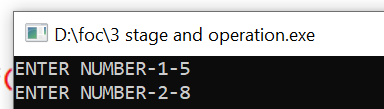 D:\foc\3 stage and operation.exe
ENTER NUMBER-1-5
ENTER NUMBER-2-8